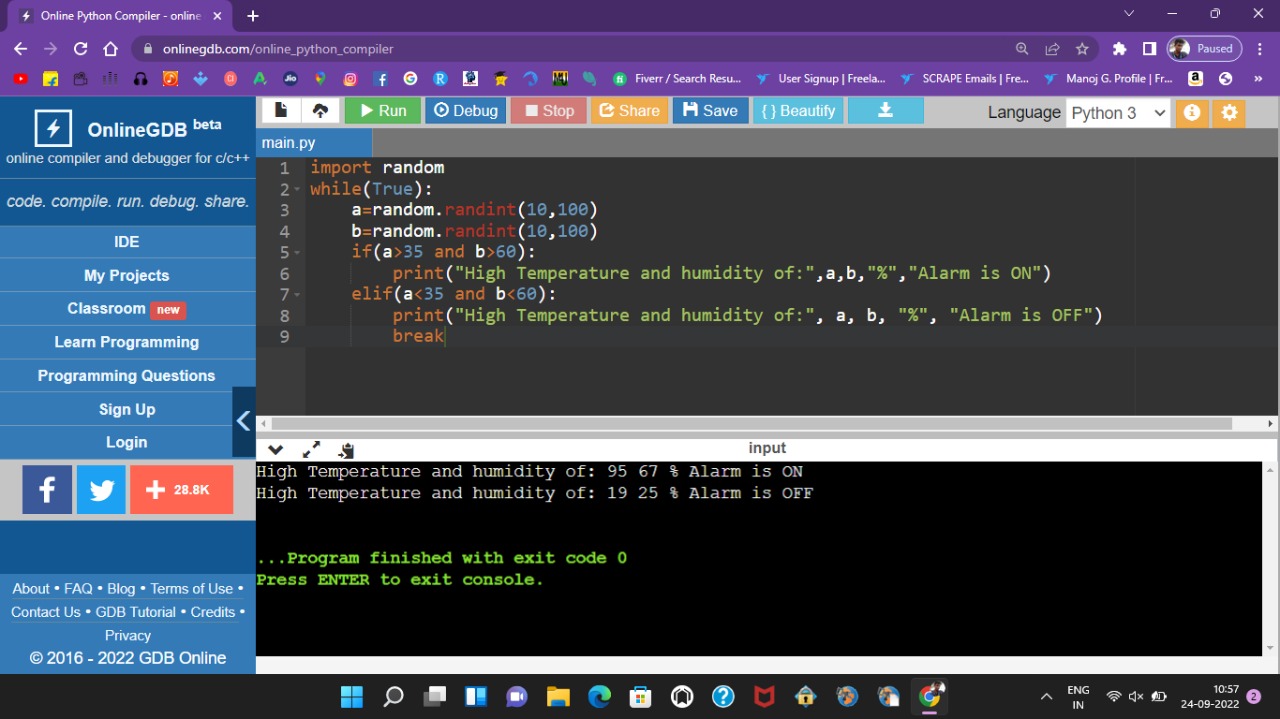 Online Python Compiler - online
onlinegdb.com/online_python_compiler
Paused
Jio
Fiverr / Search Resu...
User Signup | Freela...
SCRAPE Emails | Fre...
Manoj G. Profile | Fr...
»
OnlineGDB beta
online compiler and debugger for c/c++
code. compile. run. debug. share.
IDE
My Projects
Classroom new
Learn Programming
Programming Questions
Sign Up
Login
28.8K
About • FAQ • Blog • Terms of Use •
Contact Us • GDB Tutorial • Credits •
Privacy
© 2016 - 2022 GDB Online
Run Debug Stop Share Save { } Beautify
Language Python 3
main.py
1 import random
2 while(True):
3     a=random.randint(10,100)
4     b=random.randint(10,100)
5     if(a>35 and b>60):
6         print("High Temperature and humidity of:",a,b,"%","Alarm is ON")
7     elif(a<35 and b<60):
8         print("High Temperature and humidity of:", a, b, "%", "Alarm is OFF")
9         break
input
High Temperature and humidity of: 95 67 % Alarm is ON
High Temperature and humidity of: 19 25 % Alarm is OFF
...Program finished with exit code 0
Press ENTER to exit console.
ENG
IN
10:57
24-09-2022
2